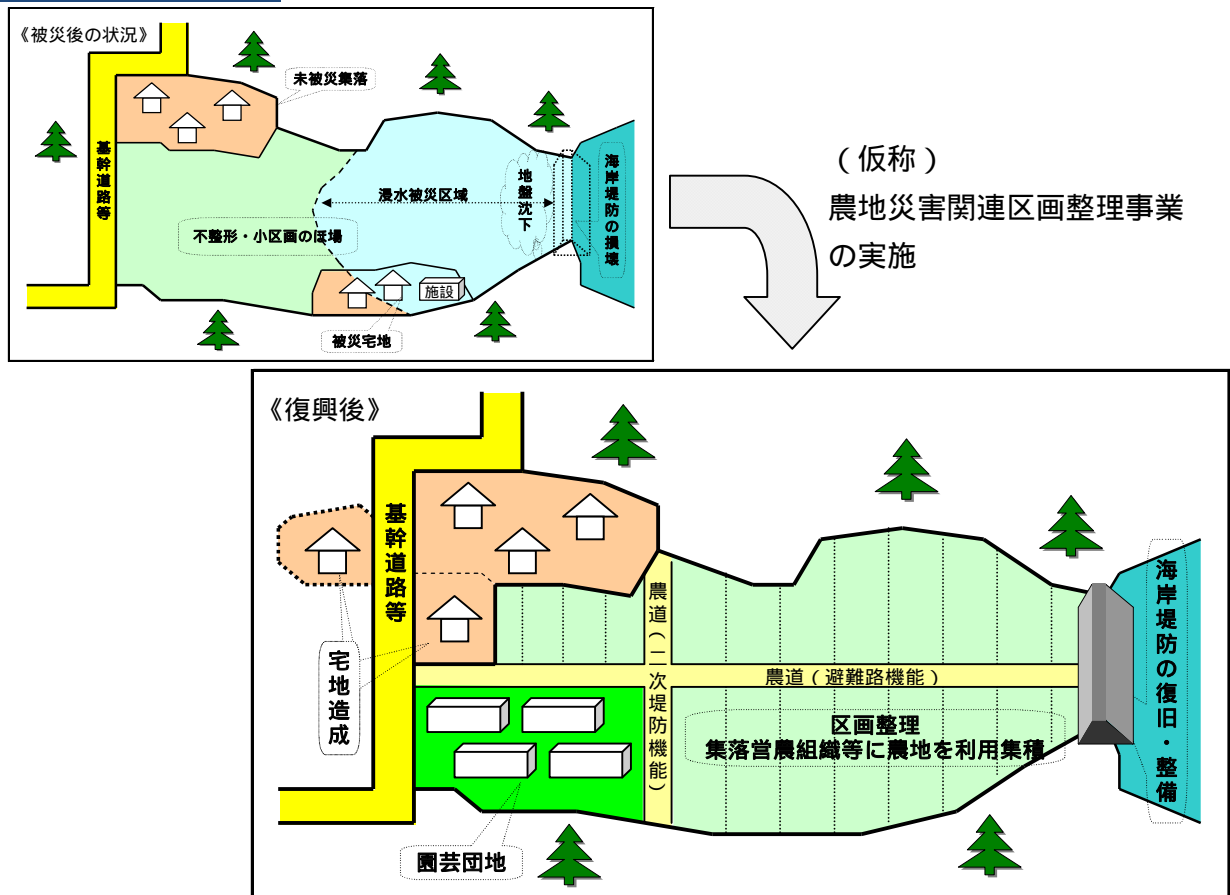 《被災後の状況》
未被災集落
基幹道路等
浸水被災区域
地盤沈下
海岸堤防の損壊
不整形・小区画のほ場
施設
被災宅地
(仮称)
農地災害関連区画整理事業
の実施
《復興後》
基幹道路等
宅地造成
農道(二次堤防機能)
農道(避難路機能)
区画整理
集落営農組織等に農地を利用集積
海岸堤防の復旧・整備
園芸団地